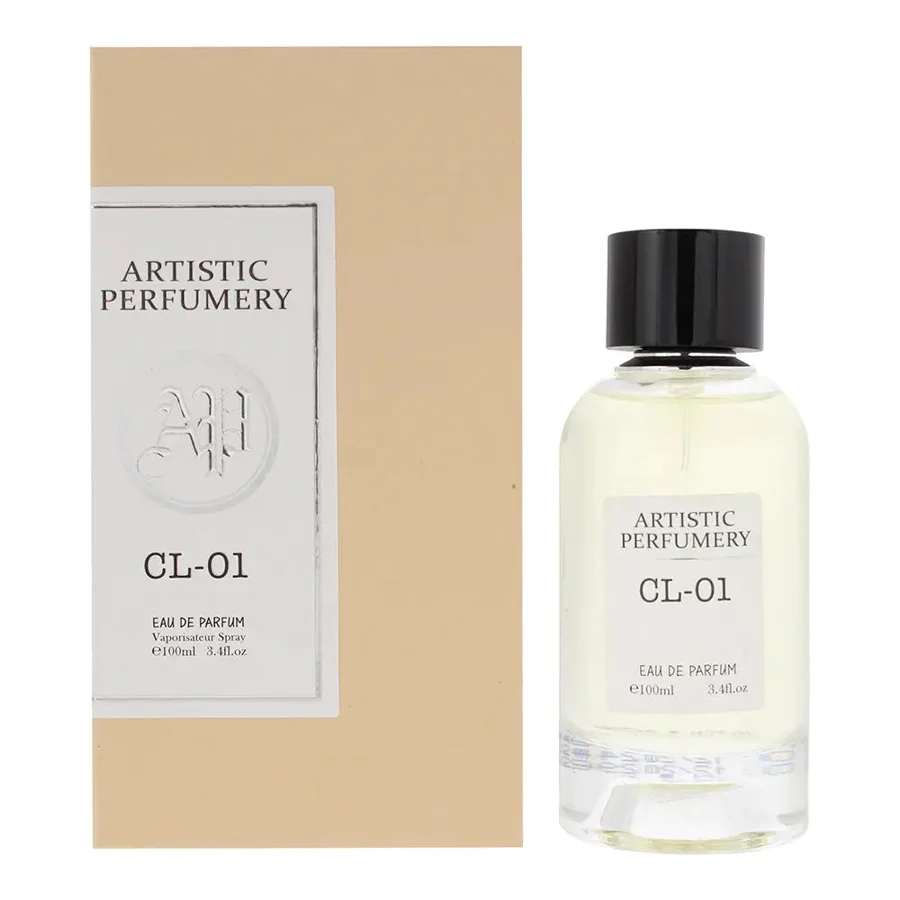 ARTISTIC
PERFUMERY
AP
CL-01
EAU DE PARFUM
Vaporisateur Spray
℮100ml 3.4fl.oz
ARTISTIC
PERFUMERY
CL-01
EAU DE PARFUM
℮100ml 3.4fl.oz